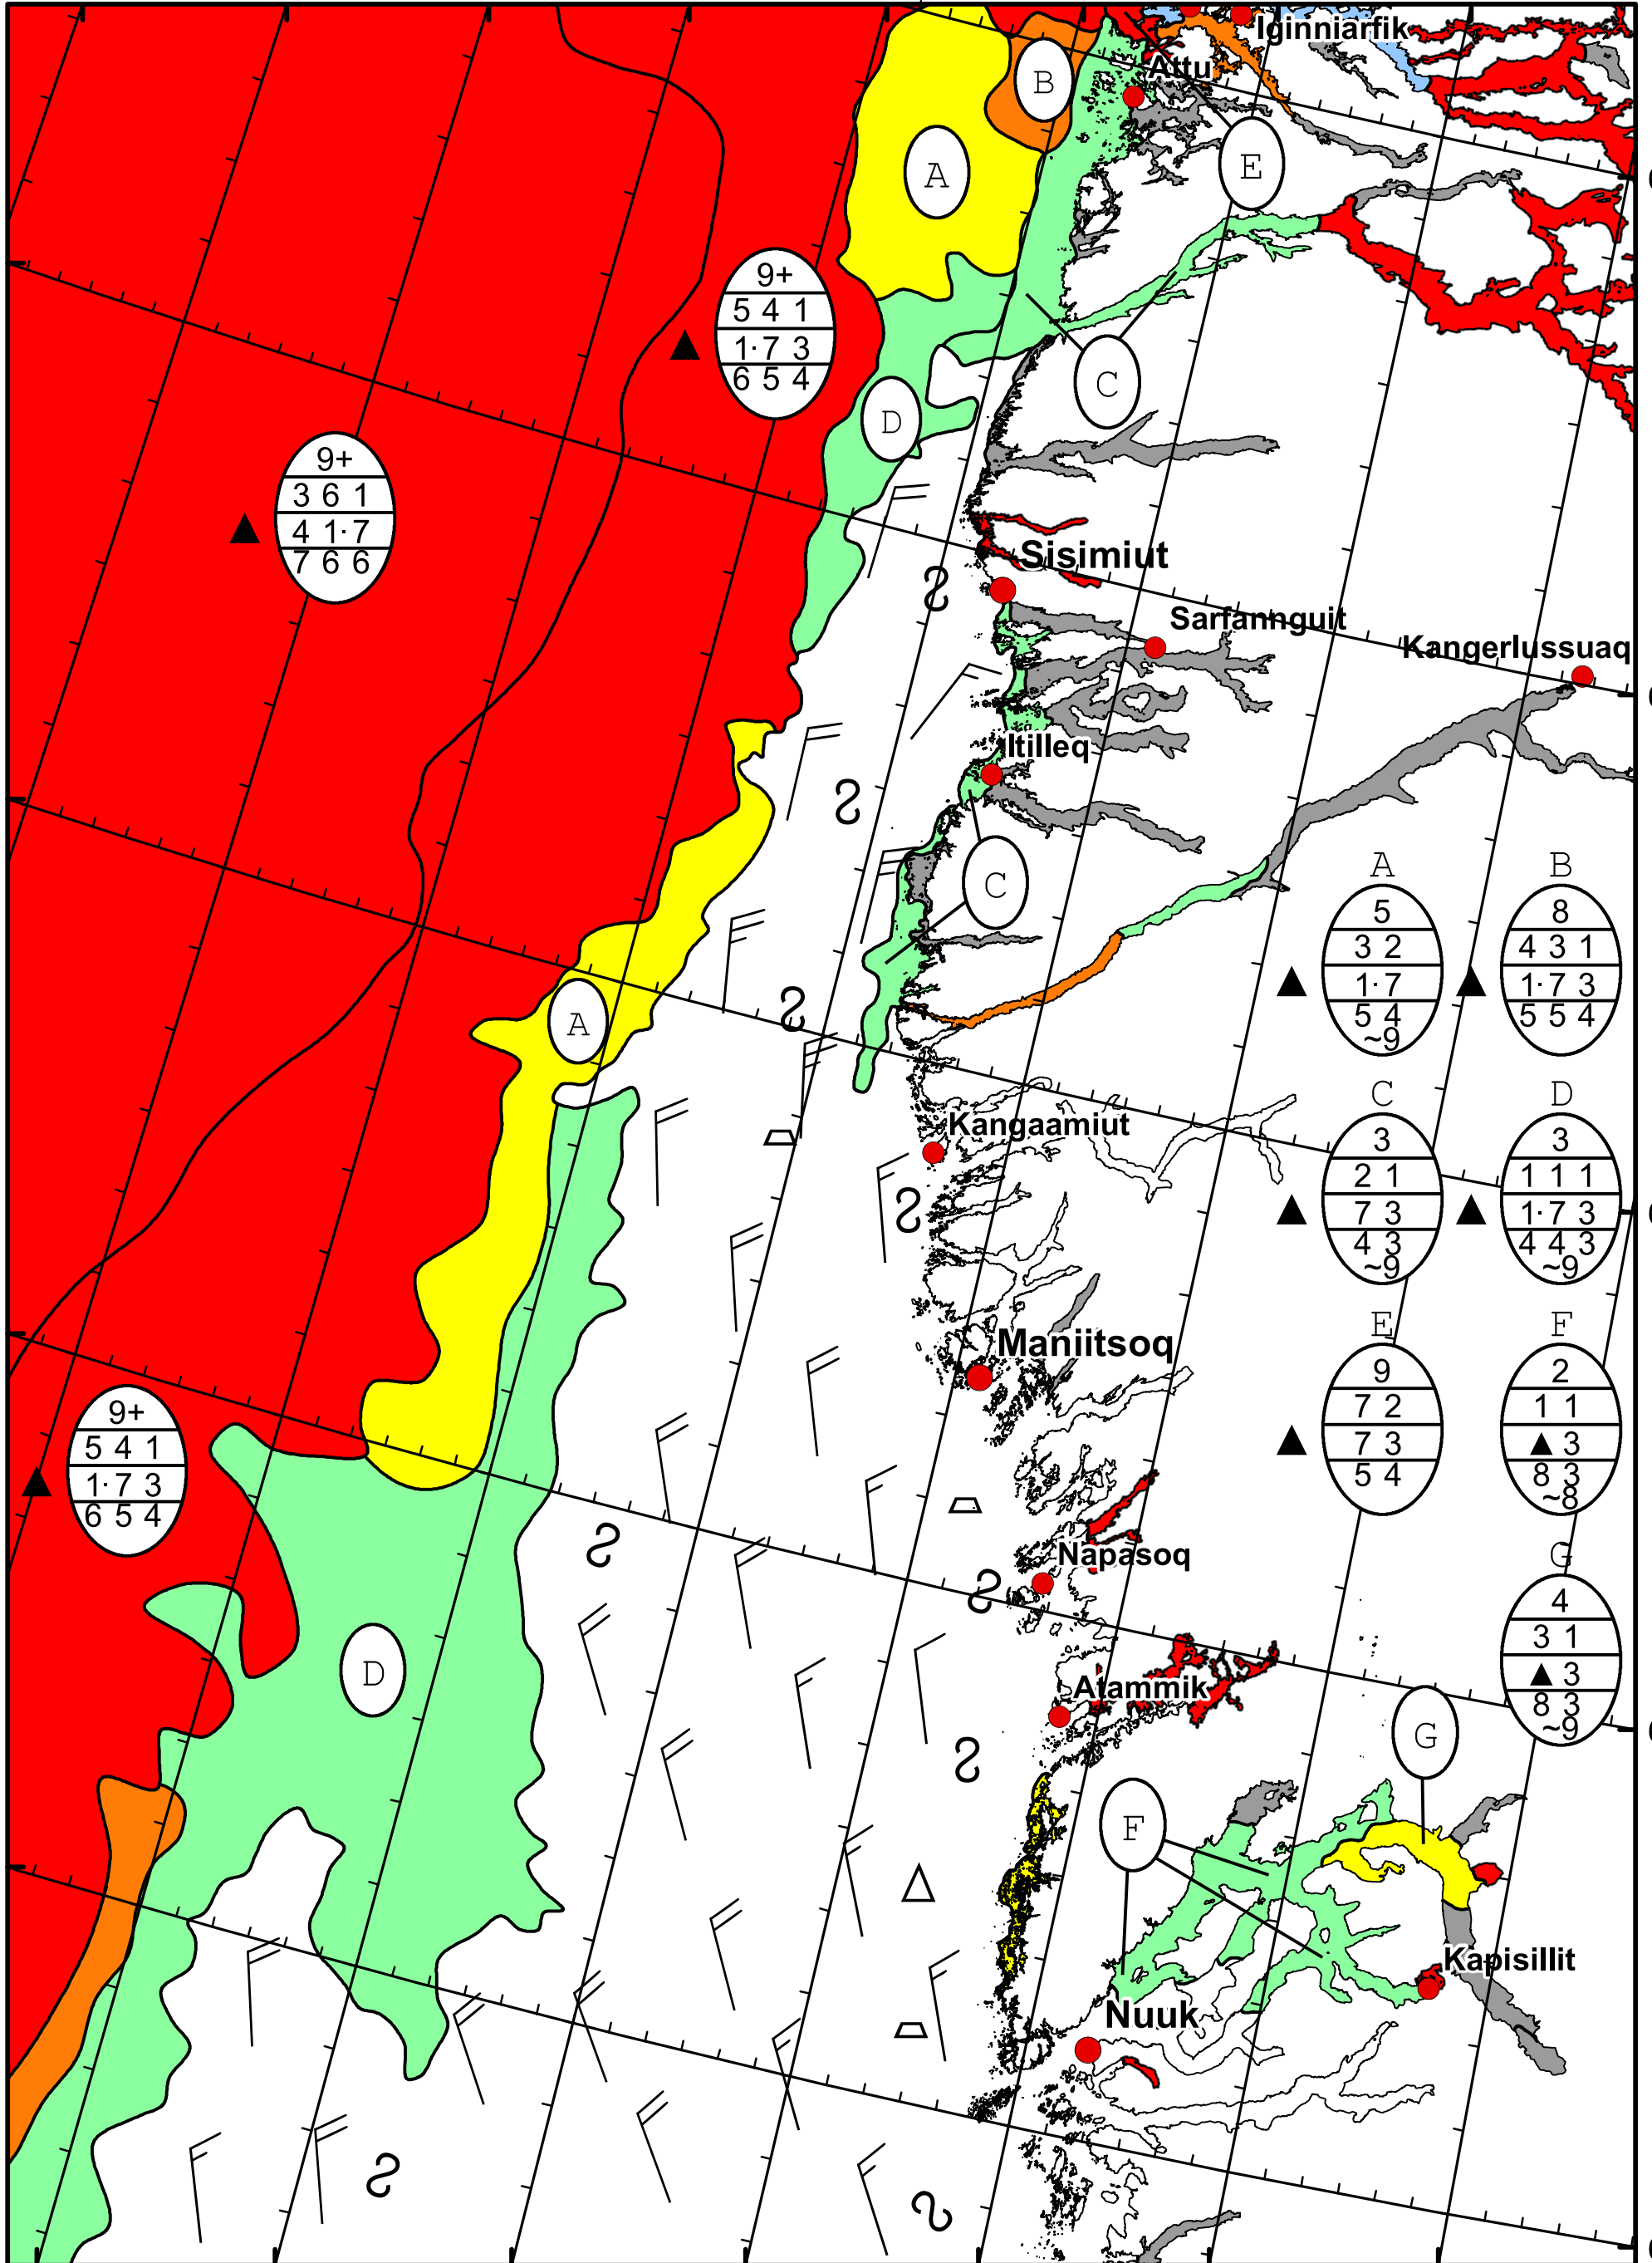 Iginniarfik
Attu
B
A
E
9+
5 4 1
1· 7 3
6 5 4
C
D
9+
3 6 1
4 1· 7
7 6 6
Sisimiut
Sarfannguit
Kangerlussuaq
Itilleq
C
A
5
3 2
1· 7
5 4
~9
B
8
4 3 1
1· 7 3
5 5 4
A
Kangaamiut
C
3
2 1
7 3
4 3
~9
D
3
1 1 1
1· 7 3
4 4 3
~9
Maniitsoq
E
9
7 2
7 3
5 4
F
2
1 1
▲ 3
8 3
~8
9+
5 4 1
1· 7 3
6 5 4
Napasoq
G
4
3 1
▲ 3
8 3
~9
D
Atammik
G
F
Kapisillit
Nuuk